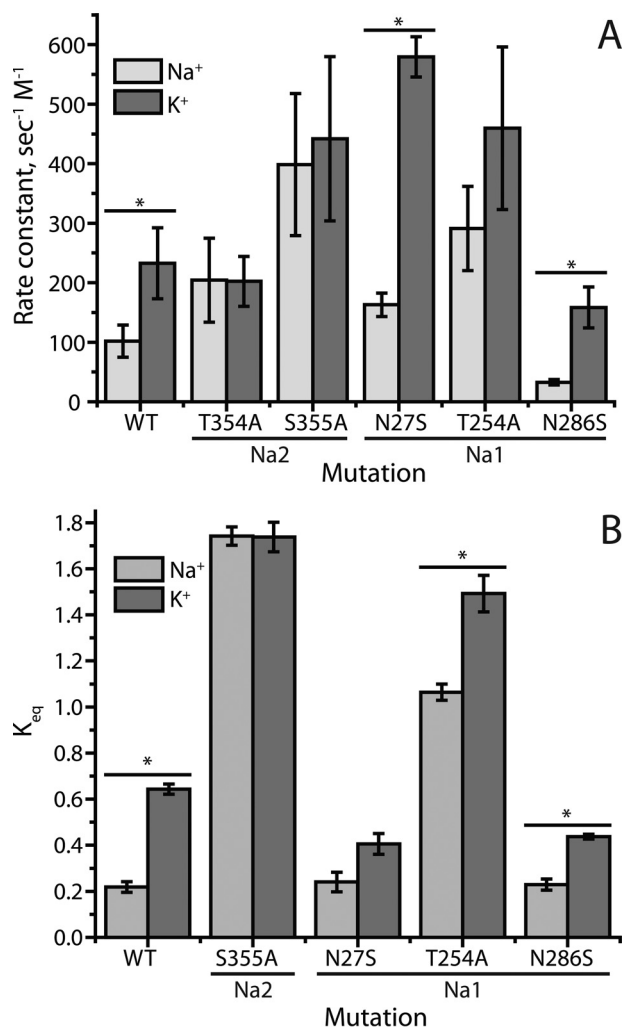 A
Na⁺
K⁺
Rate constant, sec⁻¹ M⁻¹
600
500
400
300
200
100
0
*
*
*
WT T354A S355A N27S T254A N286S
Na2 Na1
Mutation
B
Na⁺
K⁺
Keq
1.8
1.6
1.4
1.2
1.0
0.8
0.6
0.4
0.2
0.0
*
*
*
WT S355A N27S T254A N286S
Na2 Na1
Mutation